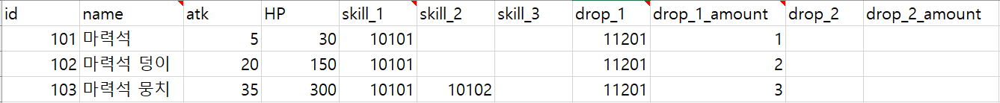 id name atk HP skill_1 skill_2 skill_3 drop_1 drop_1_amount drop_2 drop_2_amount
101 마력석 5 30 10101 11201 1
102 마력석 덩이 20 150 10101 11201 2
103 마력석 뭉치 35 300 10101 10102 11201 3